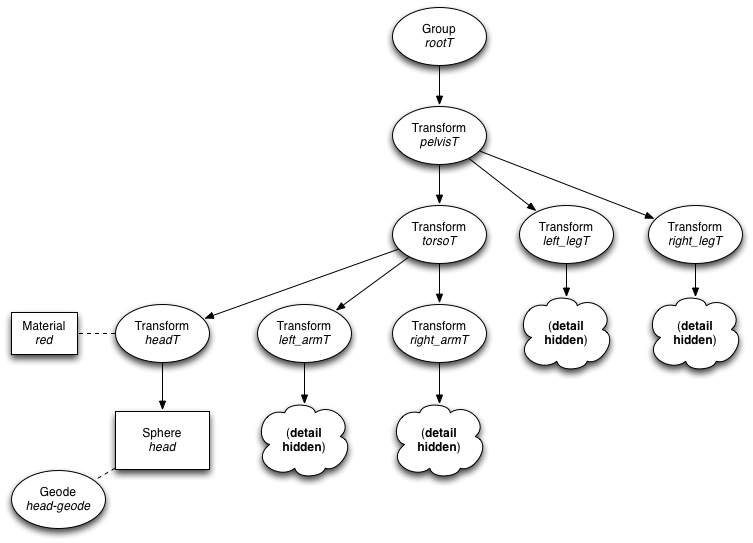 Group
rootT
Transform
pelvisT
Transform
torsoT
Transform
left_legT
Transform
right_legT
Material
red
Transform
headT
Transform
left_armT
Transform
right_armT
(detail
hidden)
(detail
hidden)
Sphere
head
(detail
hidden)
(detail
hidden)
Geode
head-geode